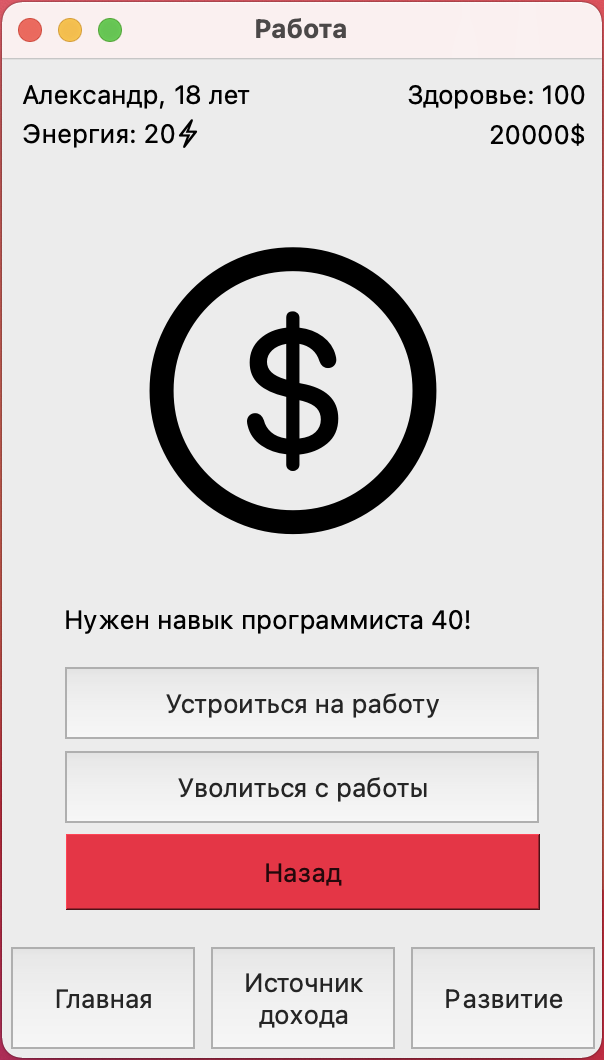 Работа
Александр, 18 лет
Здоровье: 100
Энергия: 20⚡
20000$
$
Нужен навык программиста 40!
Устроиться на работу
Уволиться с работы
Назад
Главная
Источник
дохода
Развитие